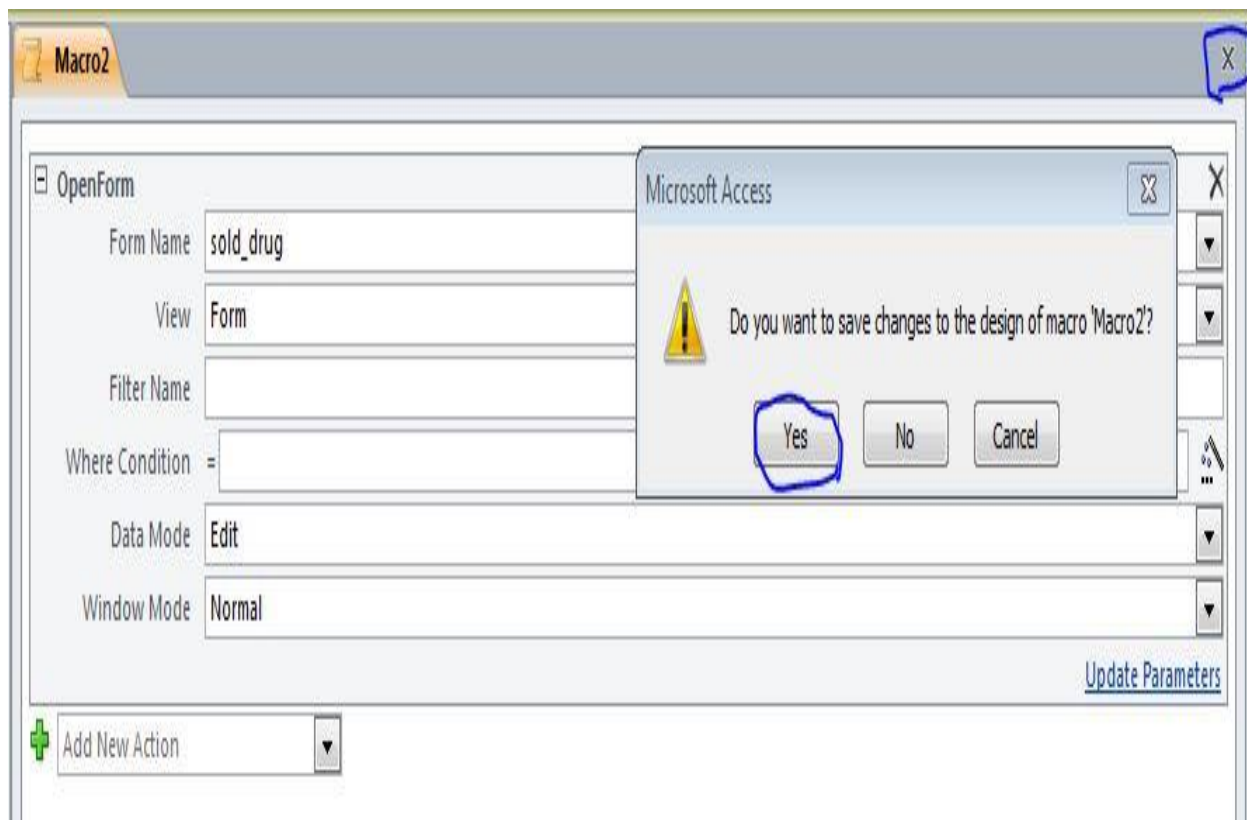 Macro2
OpenForm
Form Name sold_drug
View Form
Filter Name
Where Condition =
Data Mode Edit
Window Mode Normal
Update Parameters
Add New Action
Microsoft Access
Do you want to save changes to the design of macro 'Macro2'?
Yes No Cancel